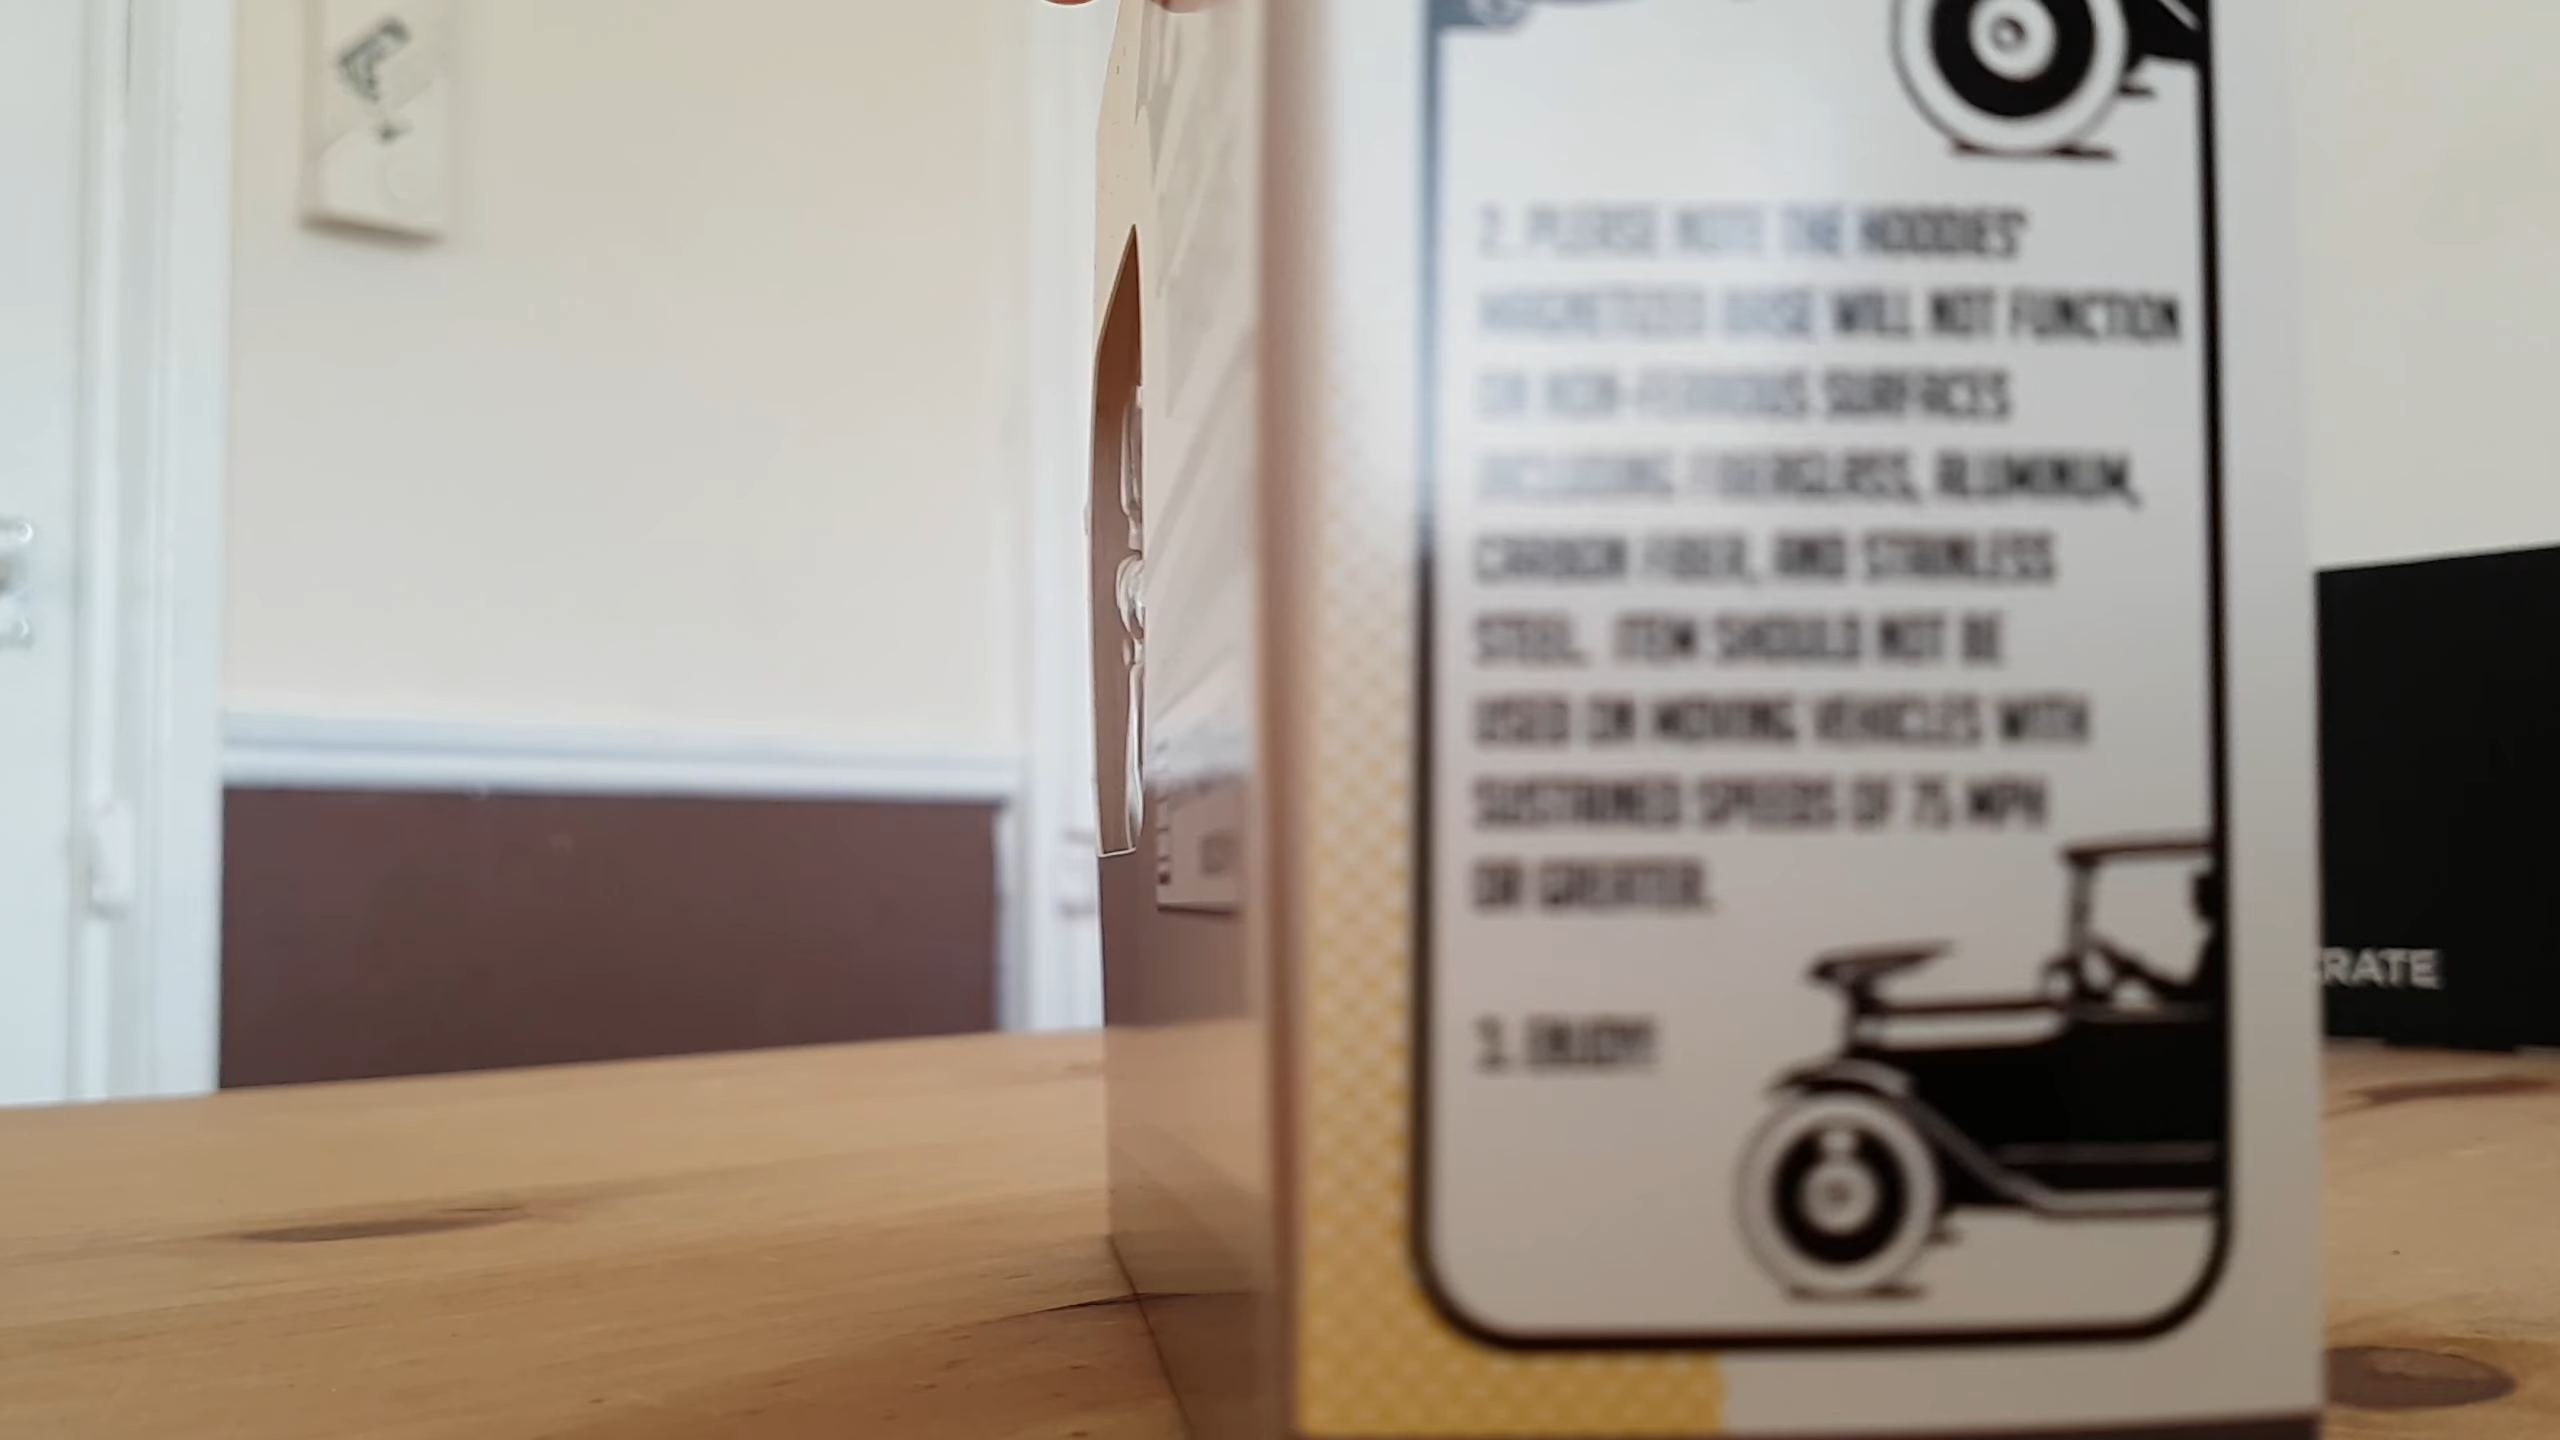 2. PLEASE NOTE THE HOODIES'
MAGNETIZED BASE WILL NOT FUNCTION
ON NON-FERROUS SURFACES
INCLUDING FIBERGLASS, ALUMINUM,
CARBON FIBER, AND STAINLESS
STEEL. ITEM SHOULD NOT BE
USED ON MOVING VEHICLES WITH
SUSTAINED SPEEDS OF 75 MPH
OR GREATER.
3. ENJOY!
CRATE